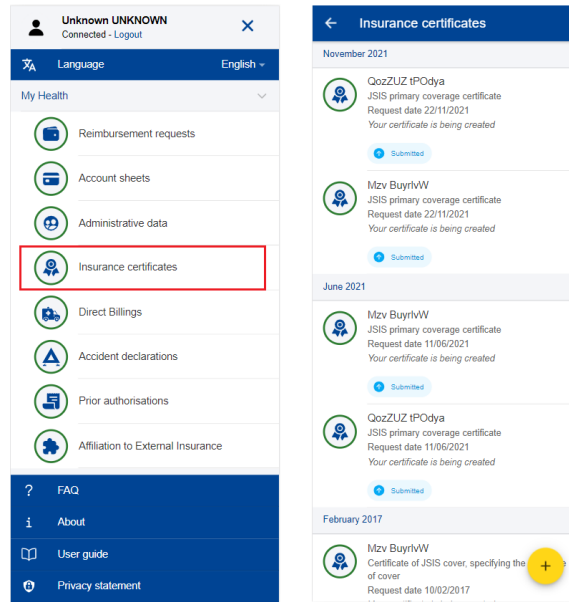 Unknown UNKNOWN
Connected - Logout
Language
English
My Health
Reimbursement requests
Account sheets
Administrative data
Insurance certificates
Direct Billings
Accident declarations
Prior authorisations
Affiliation to External Insurance
? FAQ
i About
User guide
Privacy statement
Insurance certificates
November 2021
QozZUZ tPOdya
JSIS primary coverage certificate
Request date 22/11/2021
Your certificate is being created
Submitted
Mzv BuyrlvW
JSIS primary coverage certificate
Request date 22/11/2021
Your certificate is being created
Submitted
June 2021
Mzv BuyrlvW
JSIS primary coverage certificate
Request date 11/06/2021
Your certificate is being created
Submitted
QozZUZ tPOdya
JSIS primary coverage certificate
Request date 11/06/2021
Your certificate is being created
Submitted
February 2017
Mzv BuyrlvW
Certificate of JSIS cover, specifying the
of cover
Request date 10/02/2017